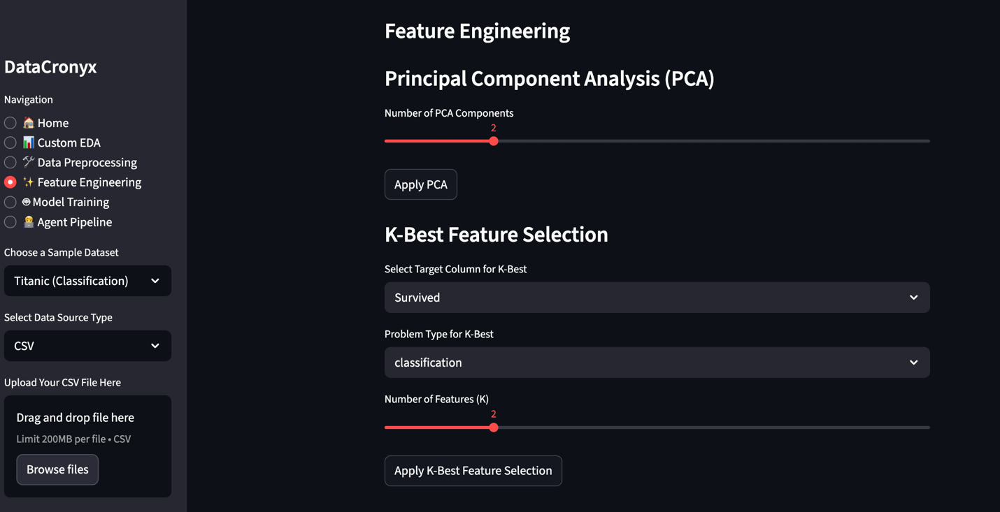 DataCronyx
Navigation
🏠 Home
📊 Custom EDA
🛠 Data Preprocessing
✨ Feature Engineering
Model Training
Agent Pipeline
Choose a Sample Dataset
Titanic (Classification)
Select Data Source Type
CSV
Upload Your CSV File Here
Drag and drop file here
Limit 200MB per file • CSV
Browse files
Feature Engineering
Principal Component Analysis (PCA)
Number of PCA Components
2
Apply PCA
K-Best Feature Selection
Select Target Column for K-Best
Survived
Problem Type for K-Best
classification
Number of Features (K)
2
Apply K-Best Feature Selection